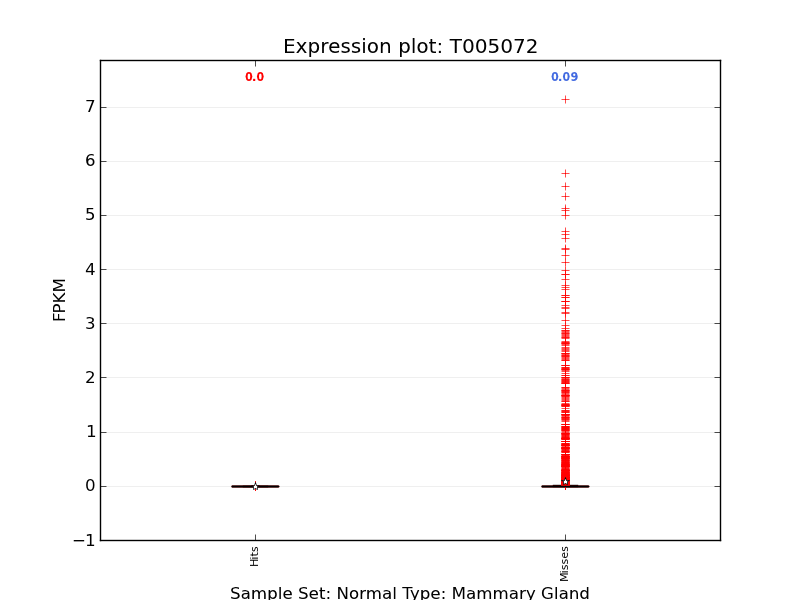 Expression plot: T005072
0.0 0.09
7
6
5
4
3
2
1
0
−1
FPKM
Hits
Misses
Sample Set: Normal Type: Mammary Gland